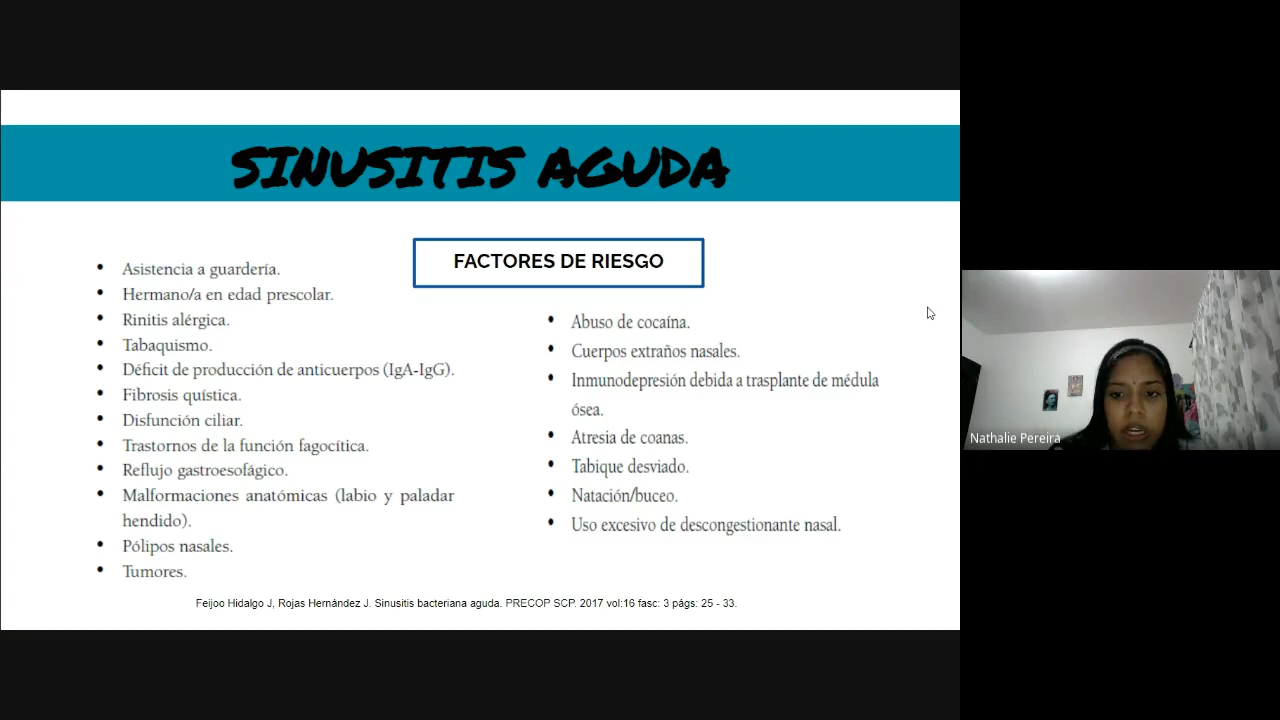 SINUSITIS AGUDA
FACTORES DE RIESGO
• Asistencia a guardería.
• Hermano/a en edad prescolar.
• Rinitis alérgica.
• Tabaquismo.
• Déficit de producción de anticuerpos (IgA-IgG).
• Fibrosis quística.
• Disfunción ciliar.
• Trastornos de la función fagocítica.
• Reflujo gastroesofágico.
• Malformaciones anatómicas (labio y paladar
hendido).
• Pólipos nasales.
• Tumores.
• Abuso de cocaína.
• Cuerpos extraños nasales.
• Inmunodepresión debida a trasplante de médula
ósea.
• Atresia de coanas.
• Tabique desviado.
• Natación/buceo.
• Uso excesivo de descongestionante nasal.
Feijoo Hidalgo J, Rojas Hernández J. Sinusitis bacteriana aguda. PRECOP SCP. 2017 vol:16 fasc: 3 págs: 25 - 33.
Nathalie Pereira